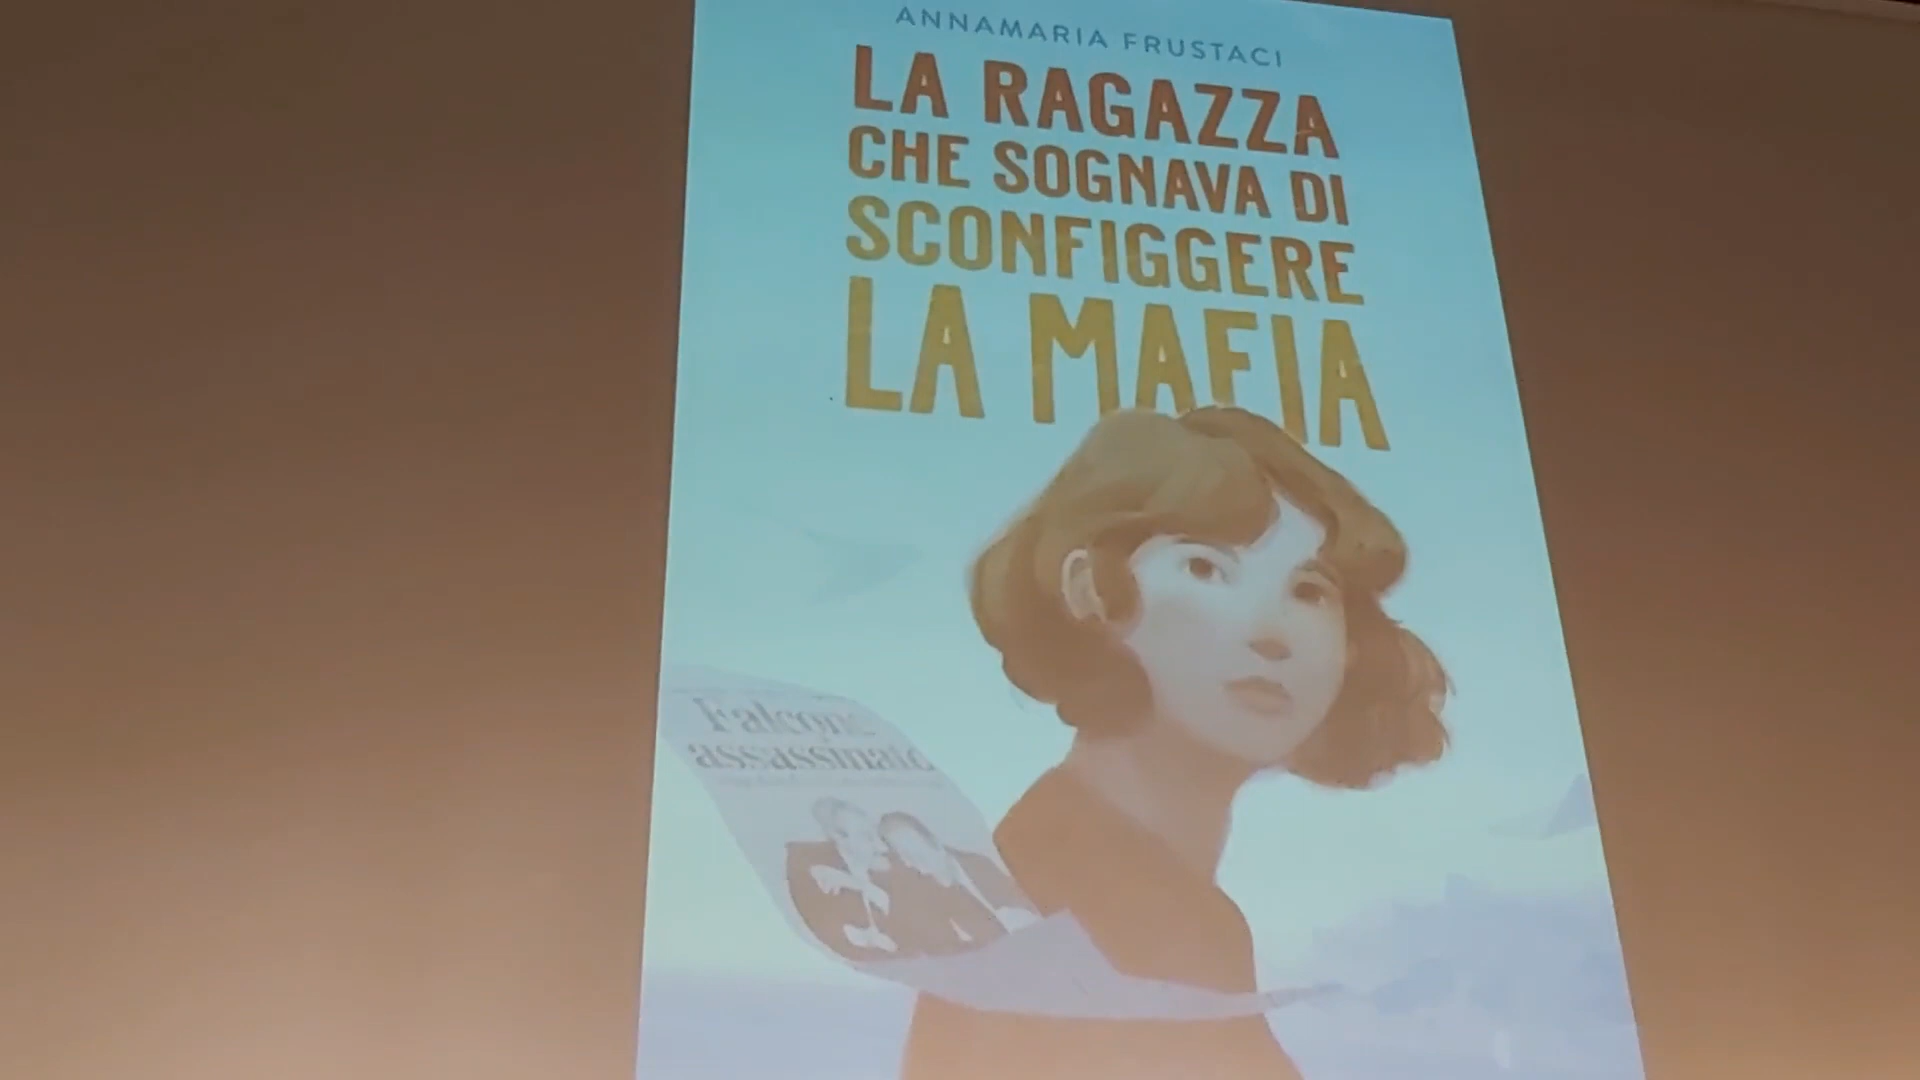 ANNAMARIA FRUSTACI
LA RAGAZZA
CHE SOGNAVA DI
SCONFIGGERE
LA MAFIA
Falcone
assassinato